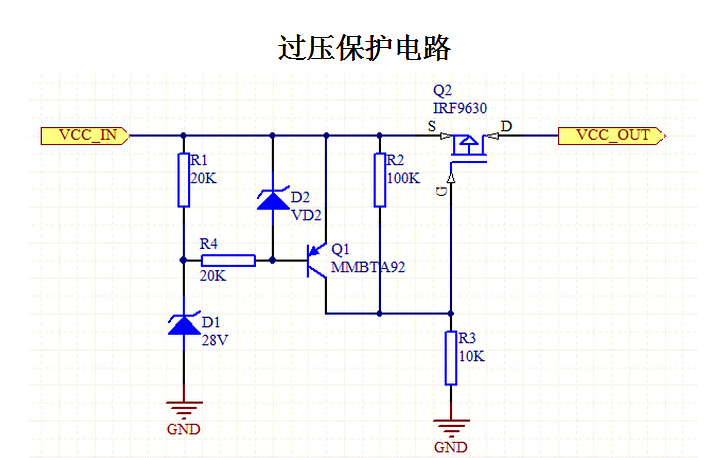 过压保护电路
Q2
IRF9630
VCC_IN
S
D
VCC_OUT
R1
20K
R2
100K
G
D2
VD2
R4
20K
Q1
MMBTA92
D1
28V
R3
10K
GND
GND